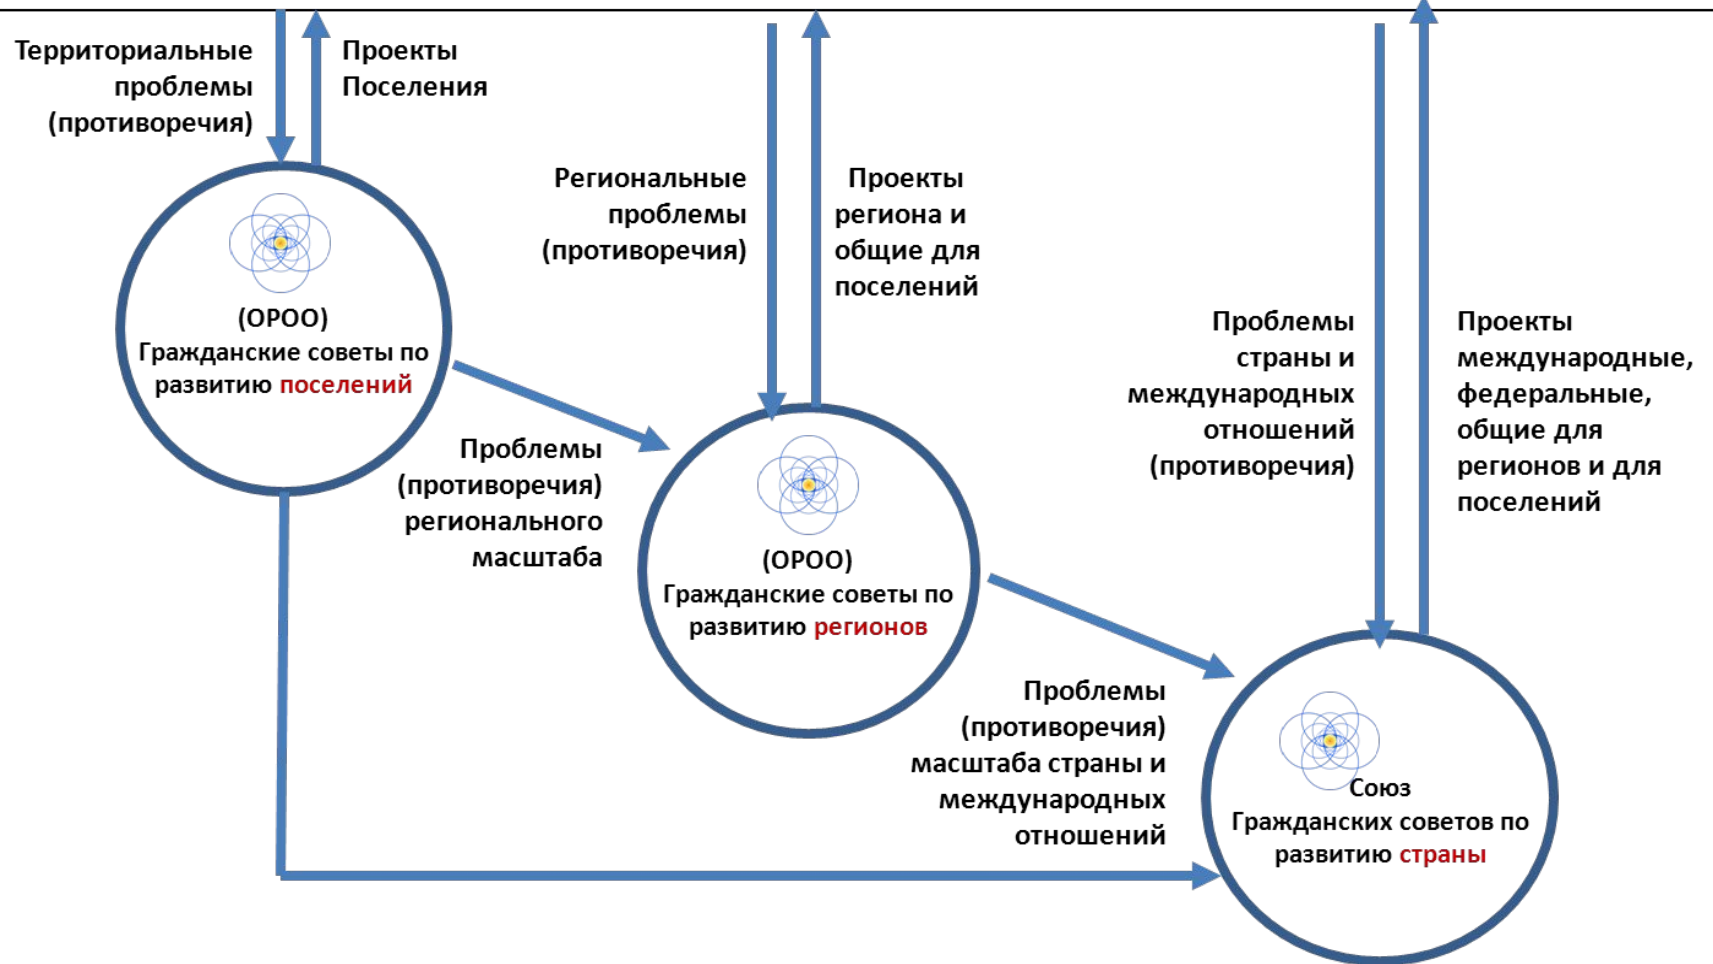 Территориальные
проблемы
(противоречия)
Проекты
Поселения
Региональные
проблемы
(противоречия)
Проекты
региона и
общие для
поселений
(ОРОО)
Гражданские советы по
развитию поселений
Проблемы
страны и
международных
отношений
(противоречия)
Проекты
международные,
федеральные,
общие для
регионов и для
поселений
Проблемы
(противоречия)
регионального
масштаба
(ОРОО)
Гражданские советы по
развитию регионов
Проблемы
(противоречия)
масштаба страны и
международных
отношений
Союз
Гражданских советов по
развитию страны